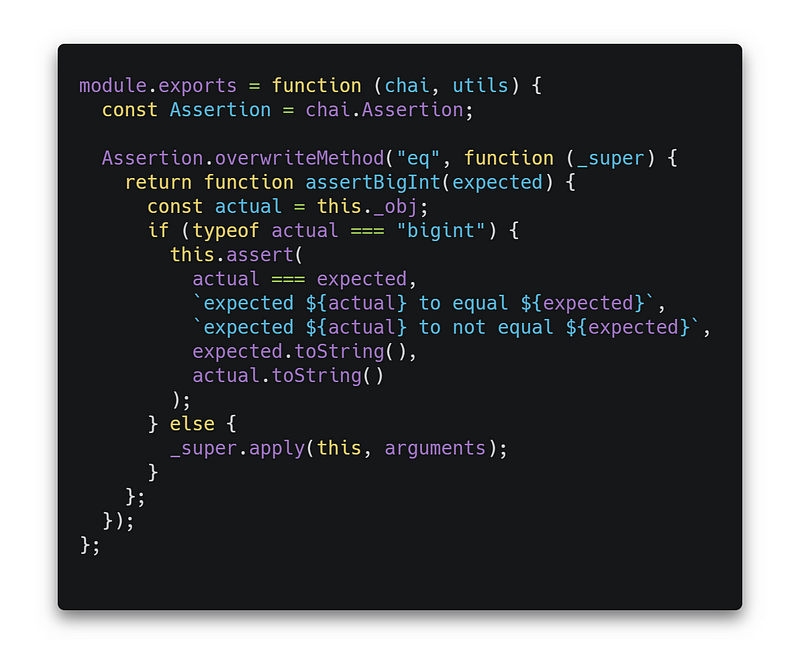 module.exports = function (chai, utils) {
  const Assertion = chai.Assertion;

  Assertion.overwriteMethod("eq", function (_super) {
    return function assertBigInt(expected) {
      const actual = this._obj;
      if (typeof actual === "bigint") {
        this.assert(
          actual === expected,
          `expected ${actual} to equal ${expected}`,
          `expected ${actual} to not equal ${expected}`,
          expected.toString(),
          actual.toString()
        );
      } else {
        _super.apply(this, arguments);
      }
    };
  });
};